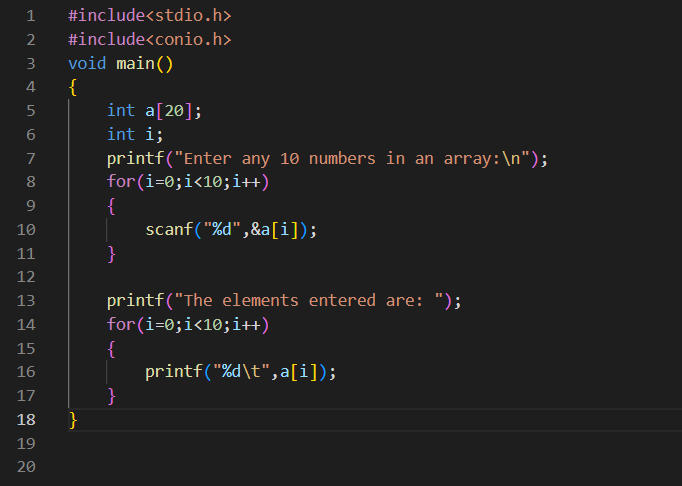 1 #include<stdio.h>
2 #include<conio.h>
3 void main()
4 {
5     int a[20];
6     int i;
7     printf("Enter any 10 numbers in an array:\n");
8     for(i=0;i<10;i++)
9     {
10         scanf("%d",&a[i]);
11     }
12
13     printf("The elements entered are: ");
14     for(i=0;i<10;i++)
15     {
16         printf("%d\t",a[i]);
17     }
18 }
19
20